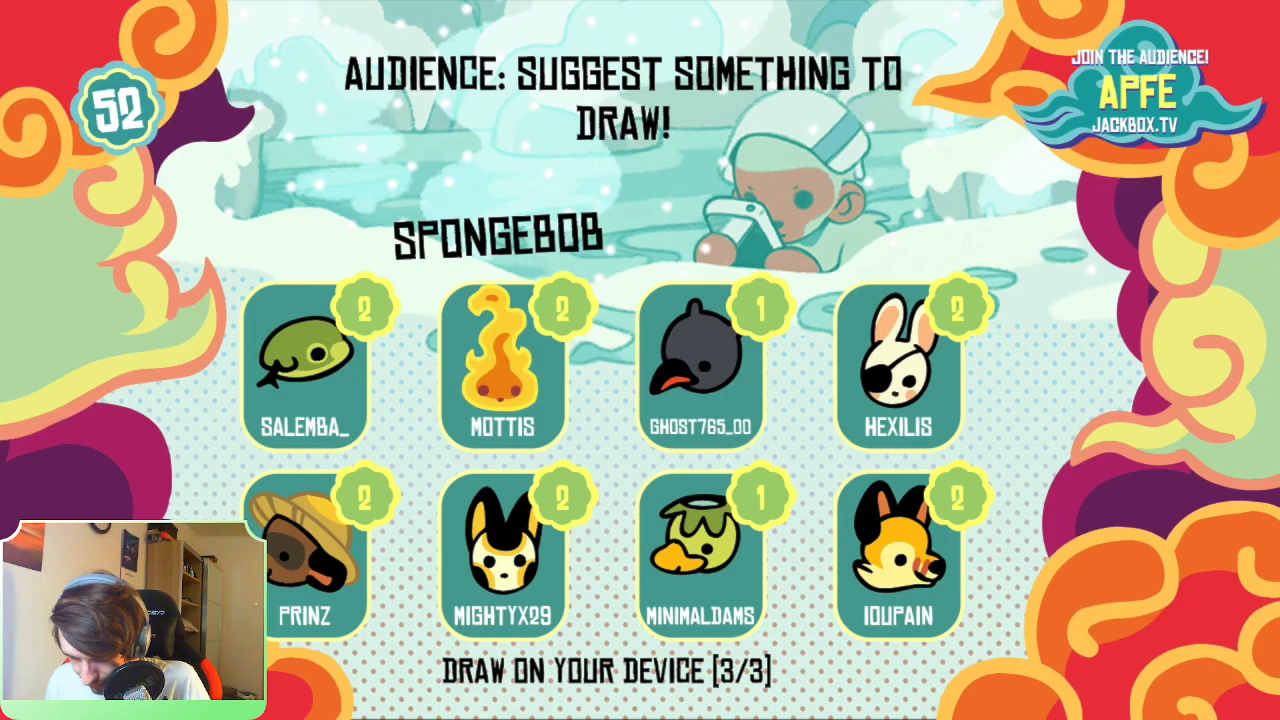 AUDIENCE: SUGGEST SOMETHING TO
DRAW!
52
JOIN THE AUDIENCE!
APFE
JACKBOX.TV
SPONGEBOB
2
2
1
2
SALEMBA_
MOTTIS
GHOST765_00
HEXILIS
2
2
1
2
PRINZ
MIGHTYX29
MINIMALDAMS
IOUPAIN
DRAW ON YOUR DEVICE [3/3]